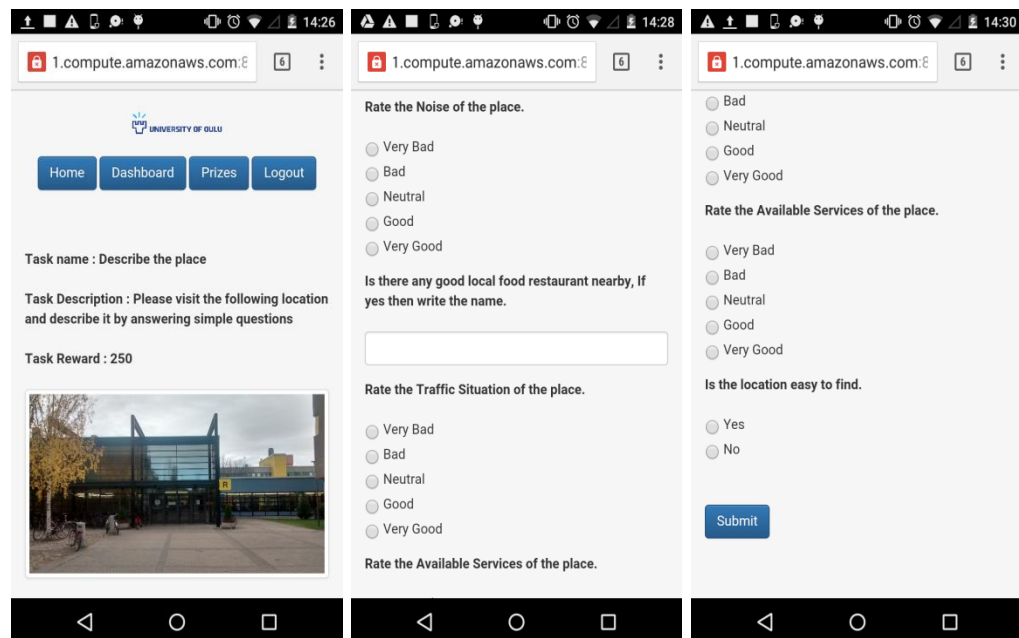 14:26
1.compute.amazonaws.com:8
6
UNIVERSITY OF OULU
Home Dashboard Prizes Logout
Task name : Describe the place
Task Description : Please visit the following location
and describe it by answering simple questions
Task Reward : 250
R
14:28
1.compute.amazonaws.com:8
6
Rate the Noise of the place.
Very Bad
Bad
Neutral
Good
Very Good
Is there any good local food restaurant nearby, If
yes then write the name.
Rate the Traffic Situation of the place.
Very Bad
Bad
Neutral
Good
Very Good
Rate the Available Services of the place.
14:30
1.compute.amazonaws.com:8
6
Bad
Neutral
Good
Very Good
Rate the Available Services of the place.
Very Bad
Bad
Neutral
Good
Very Good
Is the location easy to find.
Yes
No
Submit